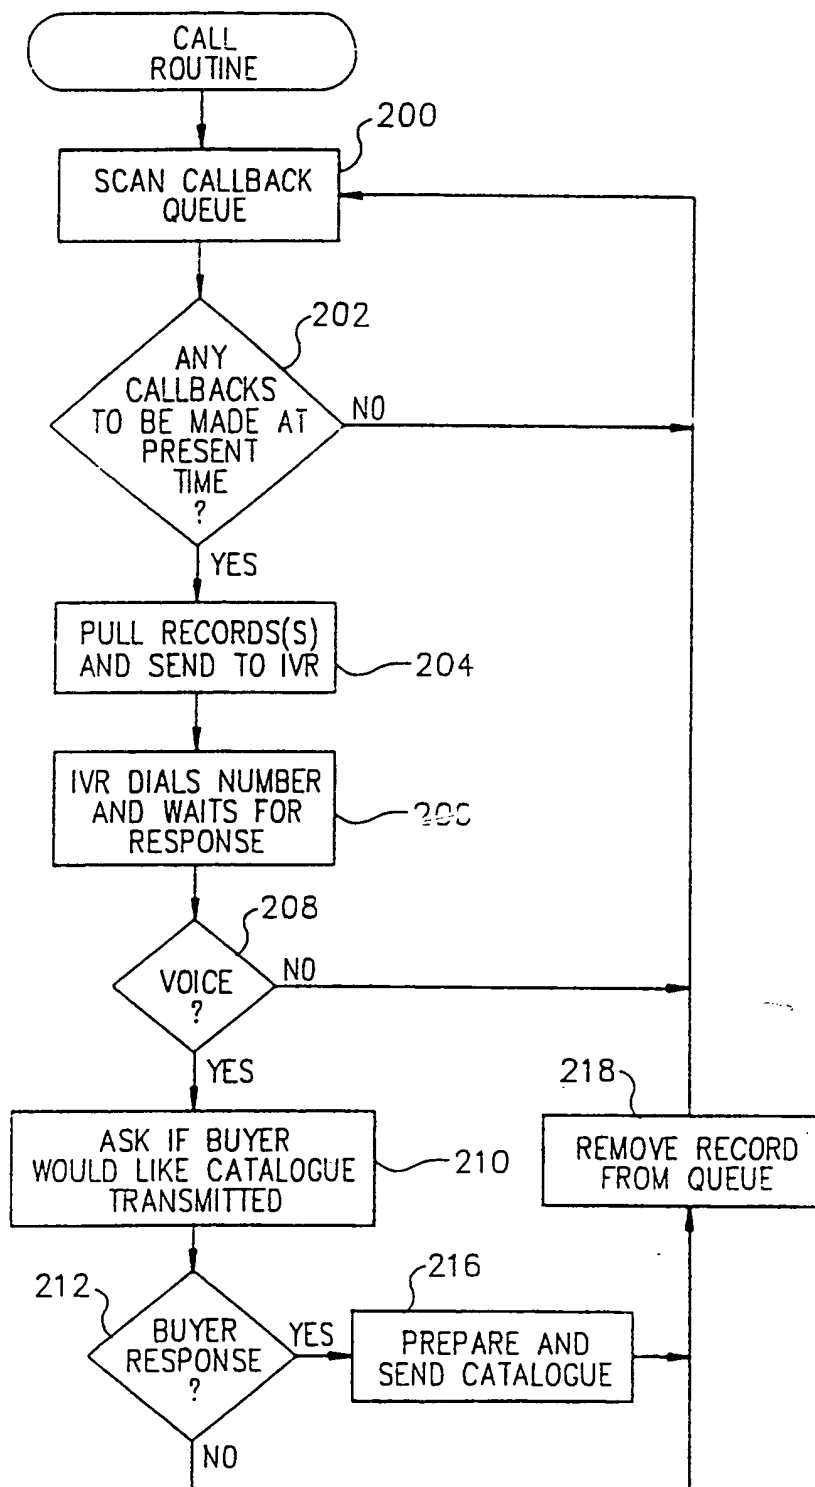 CALL
ROUTINE
200
SCAN CALLBACK
QUEUE
202
ANY
CALLBACKS
TO BE MADE AT
PRESENT
TIME
?
NO
YES
PULL RECORDS(S)
AND SEND TO IVR
204
IVR DIALS NUMBER
AND WAITS FOR
RESPONSE
208
VOICE
?
NO
YES
218
ASK IF BUYER
WOULD LIKE CATALOGUE
TRANSMITTED
210
REMOVE RECORD
FROM QUEUE
212
BUYER
RESPONSE
?
YES
216
PREPARE AND
SEND CATALOGUE
NO